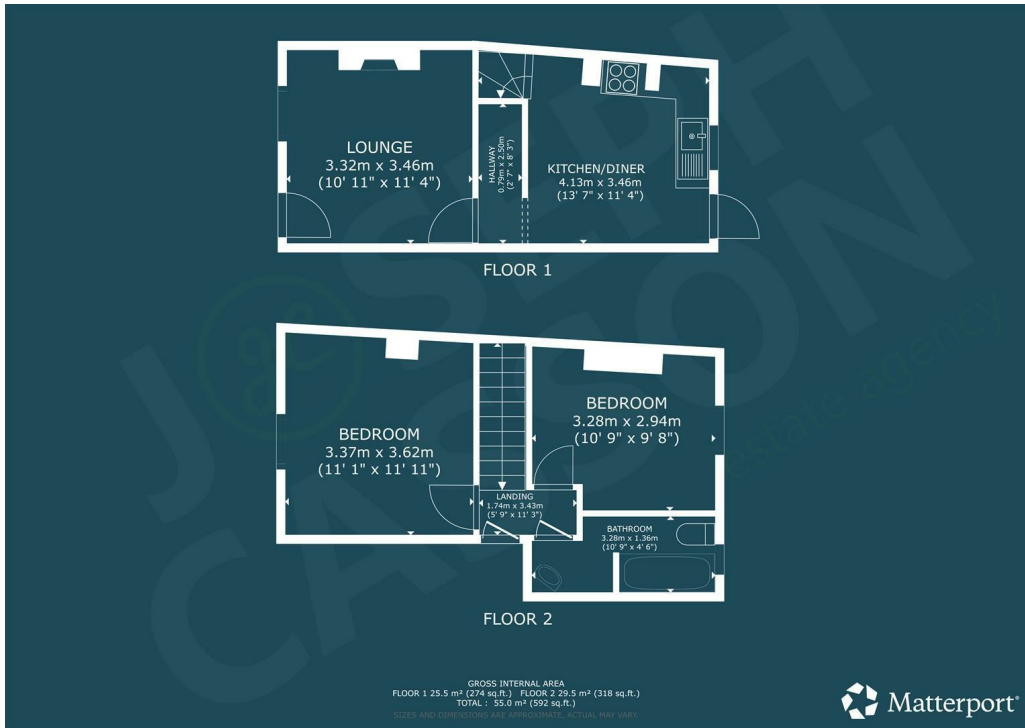 LOUNGE
3.32m x 3.46m
(10' 11" x 11' 4")
HALLWAY
0.79m x 2.50m
(2' 7" x 8' 3")
KITCHEN/DINER
4.13m x 3.46m
(13' 7" x 11' 4")
FLOOR 1
BEDROOM
3.37m x 3.62m
(11' 1" x 11' 11")
BEDROOM
3.28m x 2.94m
(10' 9" x 9' 8")
LANDING
1.74m x 3.43m
(5' 9" x 11' 3")
BATHROOM
3.28m x 1.36m
(10' 9" x 4' 6")
FLOOR 2
GROSS INTERNAL AREA
FLOOR 1 25.5 m² (274 sq.ft.) FLOOR 2 29.5 m² (318 sq.ft.)
TOTAL : 55.0 m² (592 sq.ft.)
SIZES AND DIMENSIONS ARE APPROXIMATE, ACTUAL MAY VARY.
Matterport®
J SEPH
CASSON
estate agency